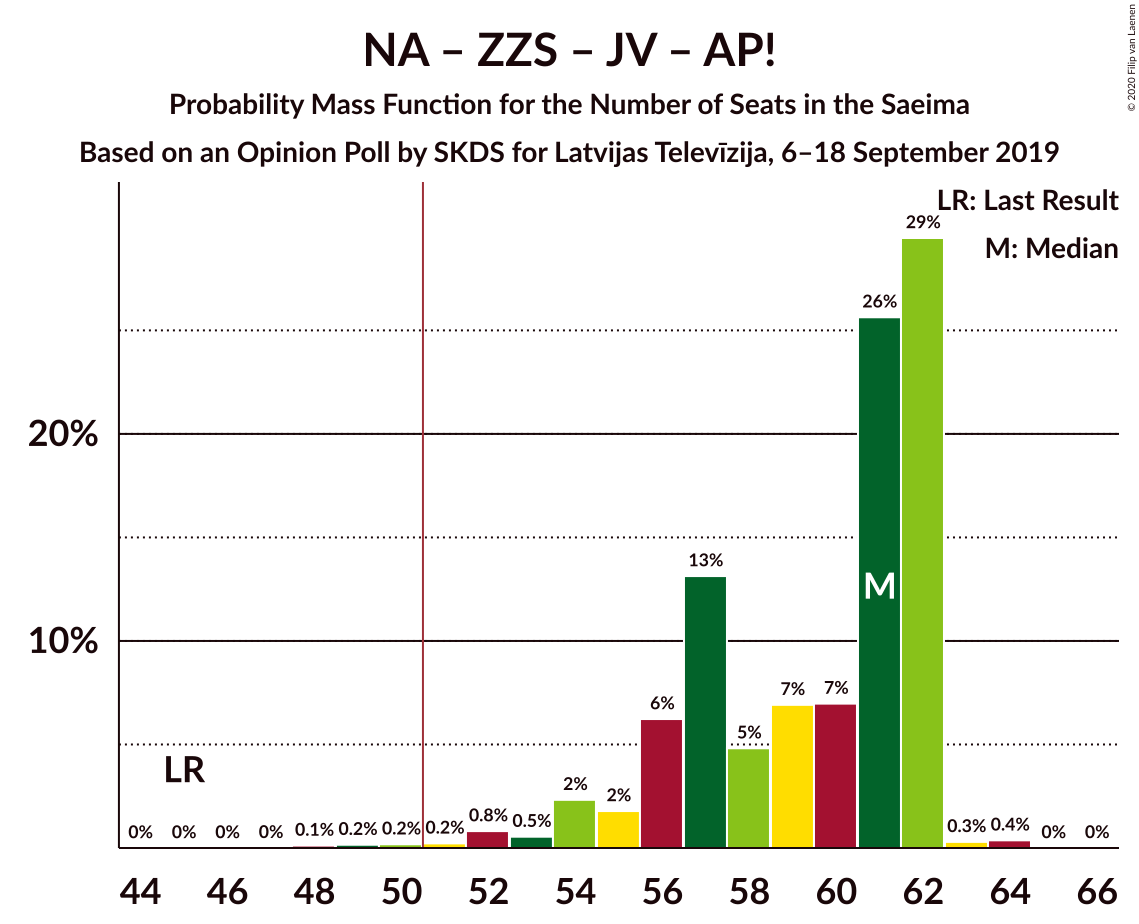 NA – ZZS – JV – AP!
Probability Mass Function for the Number of Seats in the Saeima
Based on an Opinion Poll by SKDS for Latvijas Televīzija, 6–18 September 2019
© 2020 Filip van Laenen
LR: Last Result
M: Median
20%
10%
LR
M
0% 0% 0% 0% 0.1% 0.2% 0.2% 0.2% 0.8% 0.5% 2% 2% 6% 13% 5% 7% 7% 26% 29% 0.3% 0.4% 0% 0%
44 46 48 50 52 54 56 58 60 62 64 66